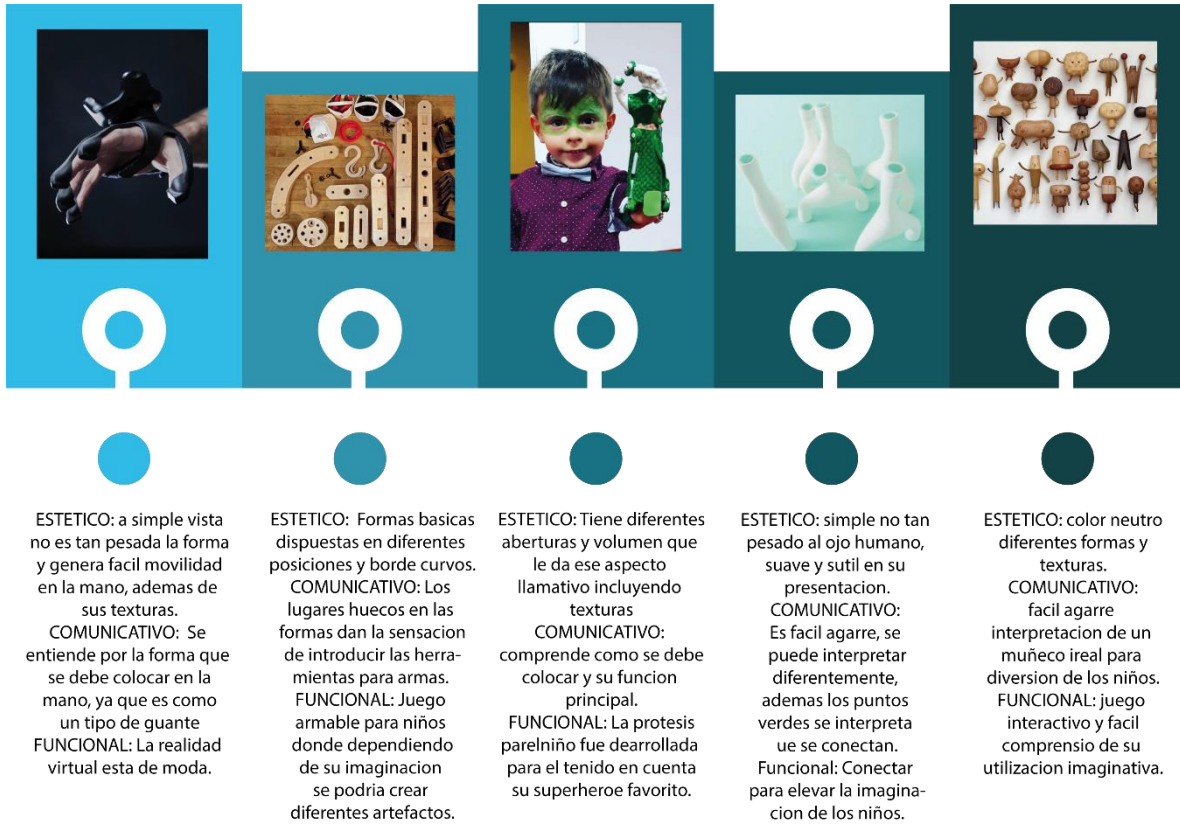 ESTETICO: a simple vista
no es tan pesada la forma
y genera facil movilidad
en la mano, ademas de
sus texturas.
COMUNICATIVO:  Se
entiende por la forma que
se debe colocar en la
mano, ya que es como
un tipo de guante
FUNCIONAL: La realidad
virtual esta de moda.
ESTETICO:  Formas basicas
dispuestas en diferentes
posiciones y borde curvos.
COMUNICATIVO: Los
lugares huecos en las
formas dan la sensacion
de introducir las herra-
mientas para armas.
FUNCIONAL: Juego
armable para niños
donde dependiendo
de su imaginacion
se podria crear
diferentes artefactos.
ESTETICO: Tiene diferentes
aberturas y volumen que
le da ese aspecto
llamativo incluyendo
texturas
COMUNICATIVO:
comprende como se debe
colocar y su funcion
principal.
FUNCIONAL: La protesis
parelniño fue dearrollada
para el tenido en cuenta
su superheroe favorito.
ESTETICO: simple no tan
pesado al ojo humano,
suave y sutil en su
presentacion.
COMUNICATIVO:
Es facil agarre, se
puede interpretar
diferentemente,
ademas los puntos
verdes se interpreta
ue se conectan.
Funcional: Conectar
para elevar la imagina-
cion de los niños.
ESTETICO: color neutro
diferentes formas y
texturas.
COMUNICATIVO:
facil agarre
interpretacion de un
muñeco ireal para
diversion de los niños.
FUNCIONAL: juego
interactivo y facil
comprensio de su
utilizacion imaginativa.